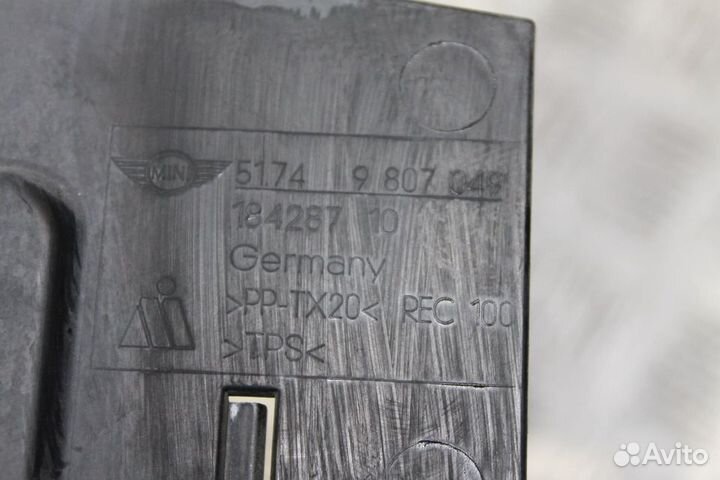 MINI 5174 9 807 049
184287 10
Germany
>PP-TX20< REC 100
>TPS<
Avito